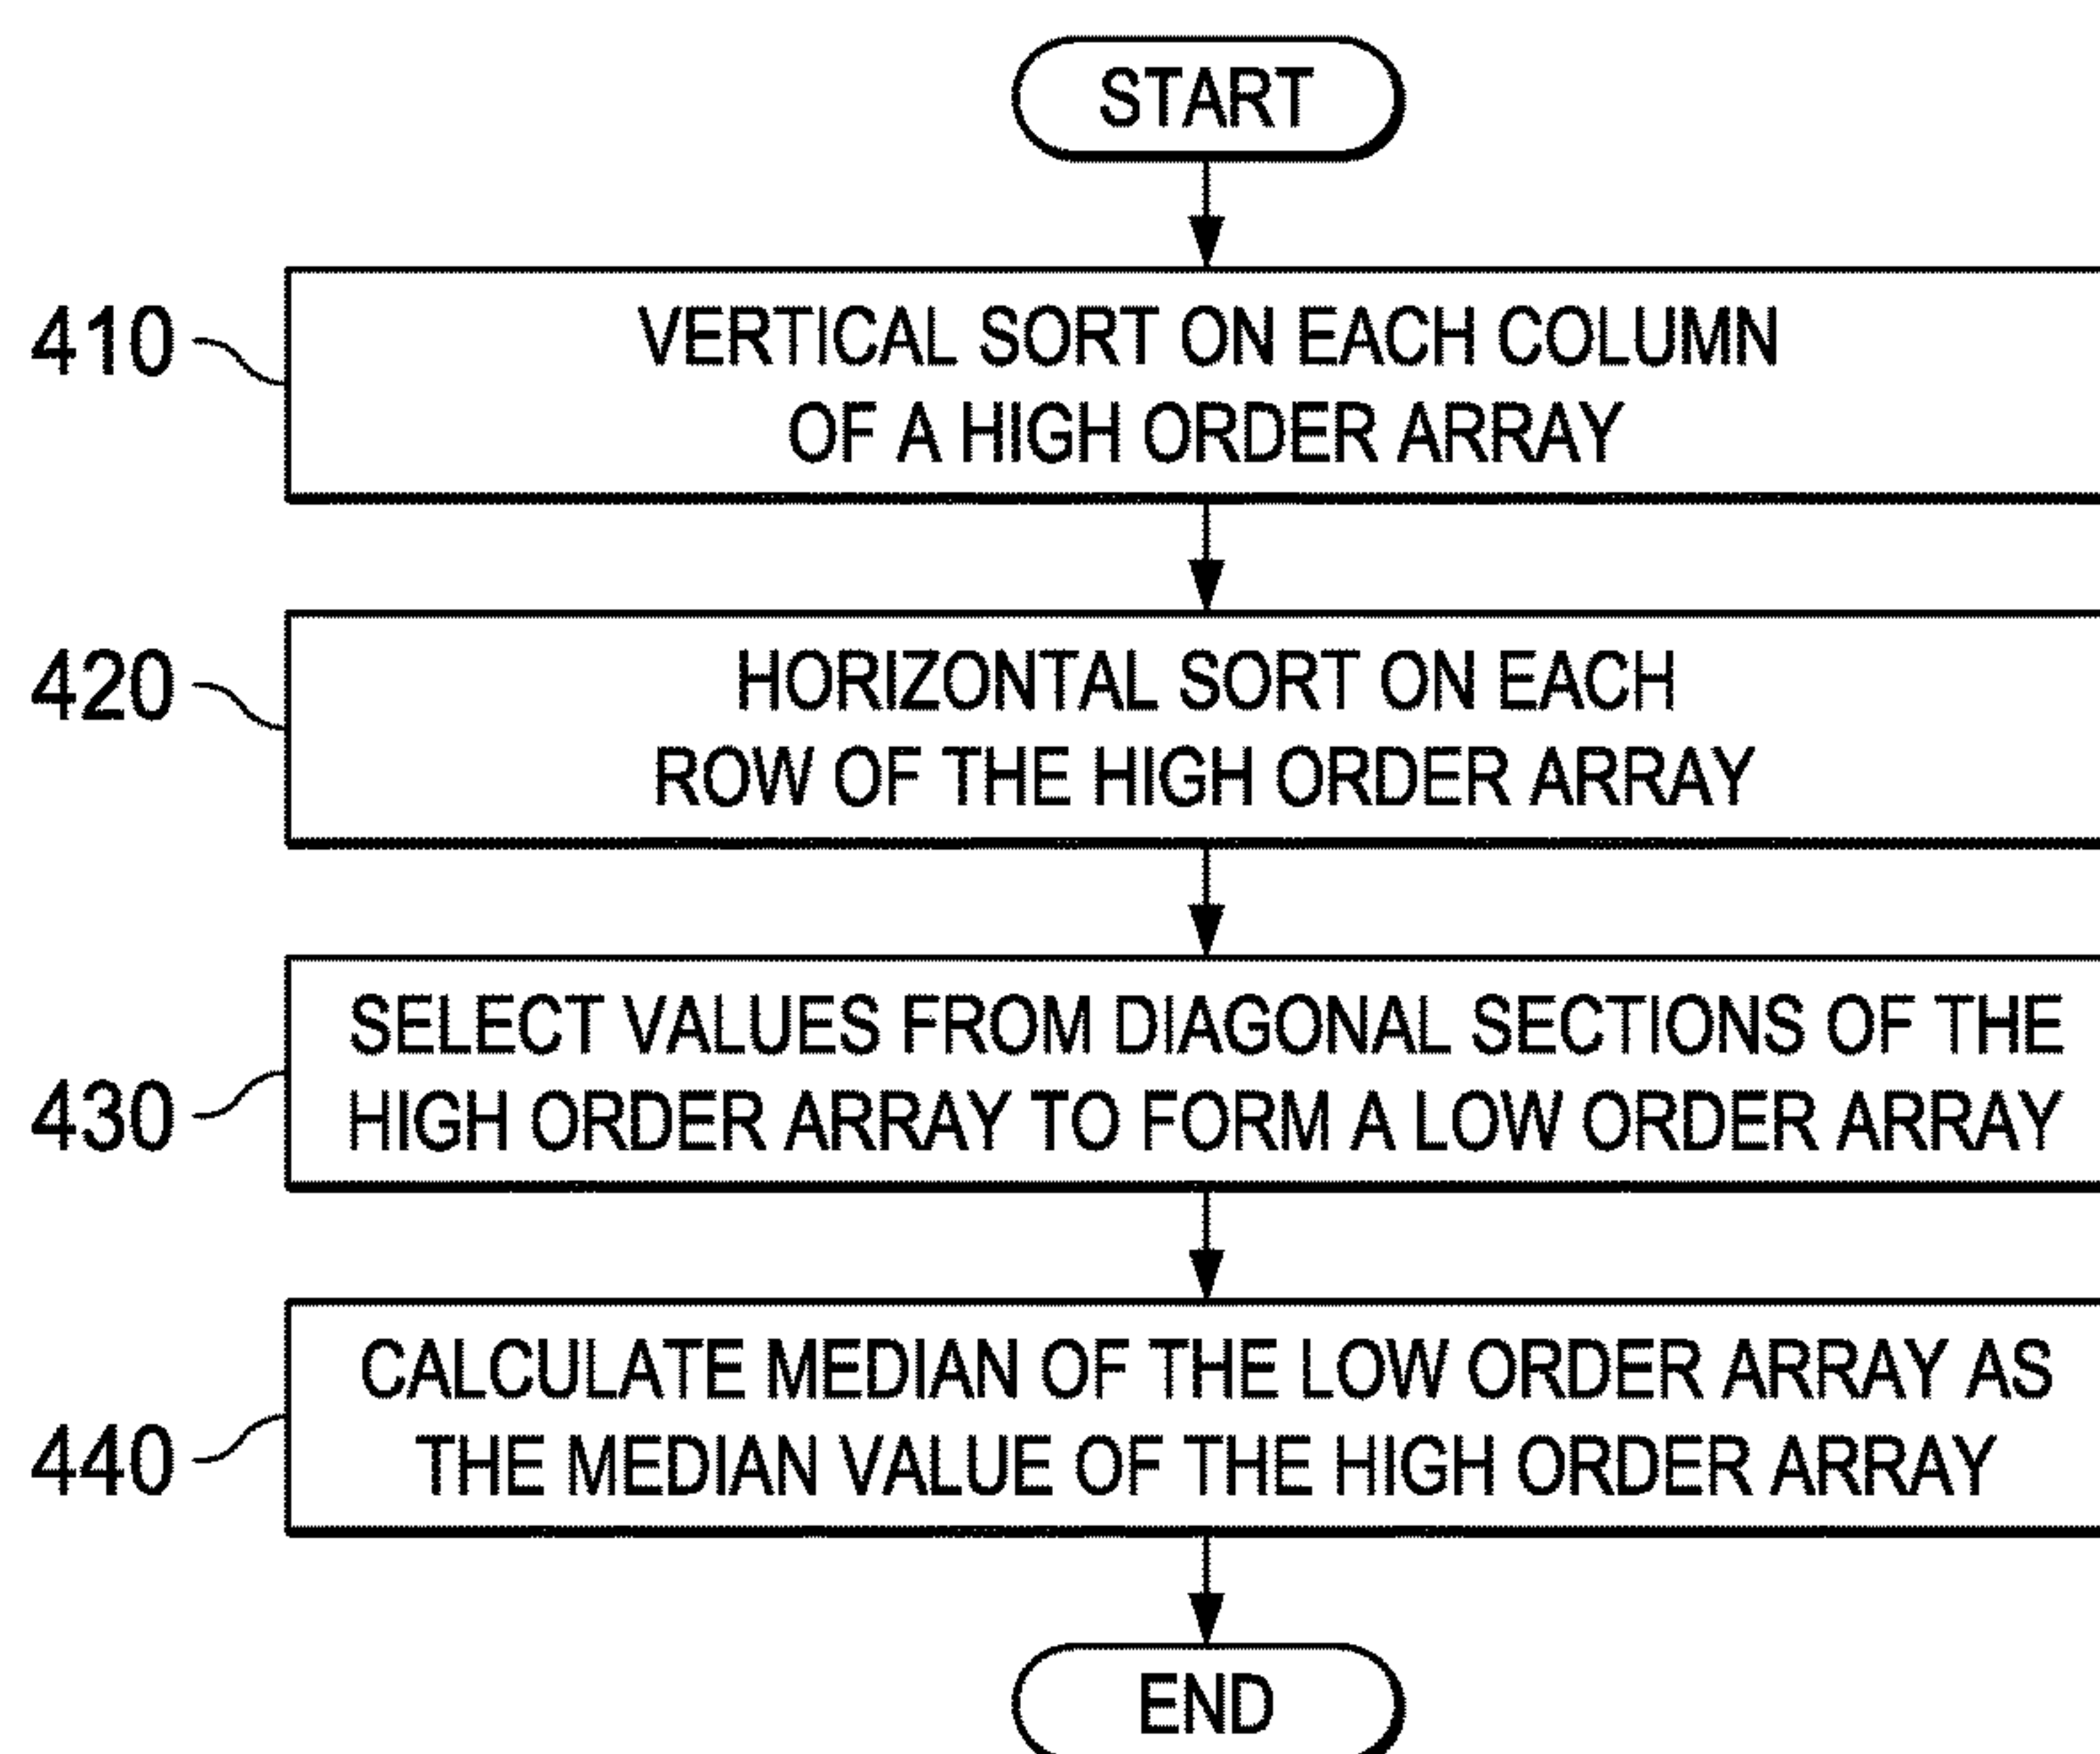 START
410
VERTICAL SORT ON EACH COLUMN
OF A HIGH ORDER ARRAY
420
HORIZONTAL SORT ON EACH
ROW OF THE HIGH ORDER ARRAY
430
SELECT VALUES FROM DIAGONAL SECTIONS OF THE
HIGH ORDER ARRAY TO FORM A LOW ORDER ARRAY
440
CALCULATE MEDIAN OF THE LOW ORDER ARRAY AS
THE MEDIAN VALUE OF THE HIGH ORDER ARRAY
END